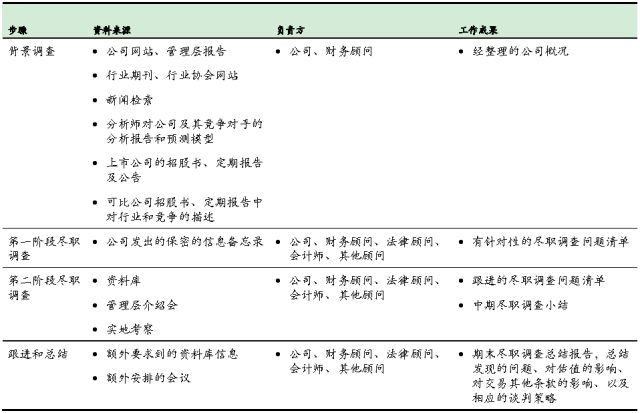 步骤 资料来源 负责方 工作成果
背景调查
• 公司网站、管理层报告
• 行业期刊、行业协会网站
• 新闻检索
• 分析师对公司及其竞争对手的
分析报告和预测模型
• 上市公司的招股书、定期报告
及公告
• 可比公司招股书、定期报告中
对行业和竞争的描述
• 公司、财务顾问
• 经整理的公司概况
第一阶段尽职
调查
• 公司发出的保密的信息备忘录
• 公司、财务顾问、法律顾问、
会计师、其他顾问
• 有针对性的尽职调查问题清单
第二阶段尽职
调查
• 资料库
• 管理层介绍会
• 实地考察
• 公司、财务顾问、法律顾问、
会计师、其他顾问
• 跟进的尽职调查问题清单
• 中期尽职调查小结
跟进和总结
• 额外要求到的资料库信息
• 额外安排的会议
• 公司、财务顾问、法律顾问、
会计师、其他顾问
• 期末尽职调查总结报告，总结
发现的问题、对估值的影响、
对交易其他条款的影响、以及
相应的谈判策略